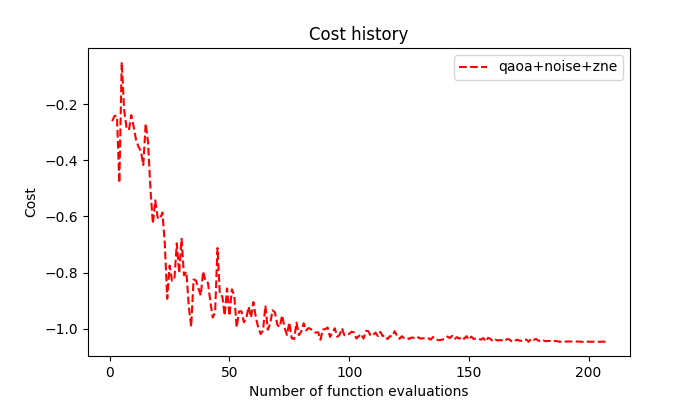 Cost history
qaoa+noise+zne
Cost
−0.2
−0.4
−0.6
−0.8
−1.0
0 50 100 150 200
Number of function evaluations